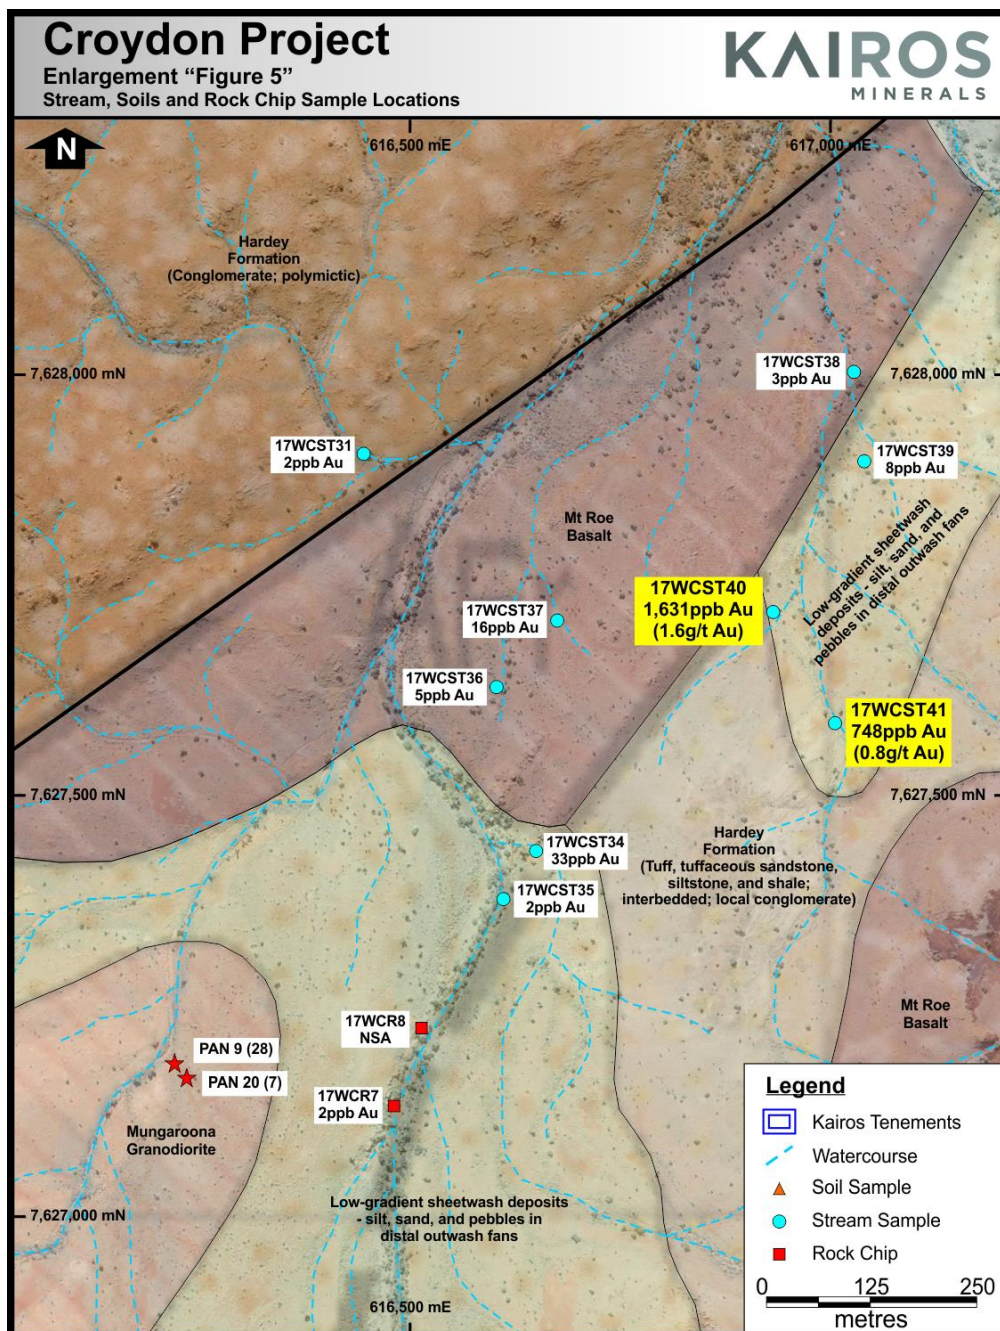 Croydon Project
Enlargement “Figure 5”
Stream, Soils and Rock Chip Sample Locations
KAIROS
MINERALS
N
616,500 mE
617,000 mE
Hardey
Formation
(Conglomerate; polymictic)
7,628,000 mN
7,628,000 mN
17WCST38
3ppb Au
17WCST31
2ppb Au
17WCST39
8ppb Au
Mt Roe
Basalt
Low-gradient sheetwash
deposits - silt, sand, and
pebbles in distal outwash fans
17WCST40
1,631ppb Au
(1.6g/t Au)
17WCST37
16ppb Au
17WCST36
5ppb Au
17WCST41
748ppb Au
(0.8g/t Au)
7,627,500 mN
7,627,500 mN
17WCST34
33ppb Au
Hardey
Formation
(Tuff, tuffaceous sandstone,
siltstone, and shale;
interbedded; local conglomerate)
17WCST35
2ppb Au
17WCR8
NSA
Mt Roe
Basalt
PAN 9 (28)
PAN 20 (7)
17WCR7
2ppb Au
Mungaroona
Granodiorite
Low-gradient sheetwash deposits
- silt, sand, and pebbles in
distal outwash fans
7,627,000 mN
616,500 mE
Legend
Kairos Tenements
Watercourse
Soil Sample
Stream Sample
Rock Chip
0 125 250
metres